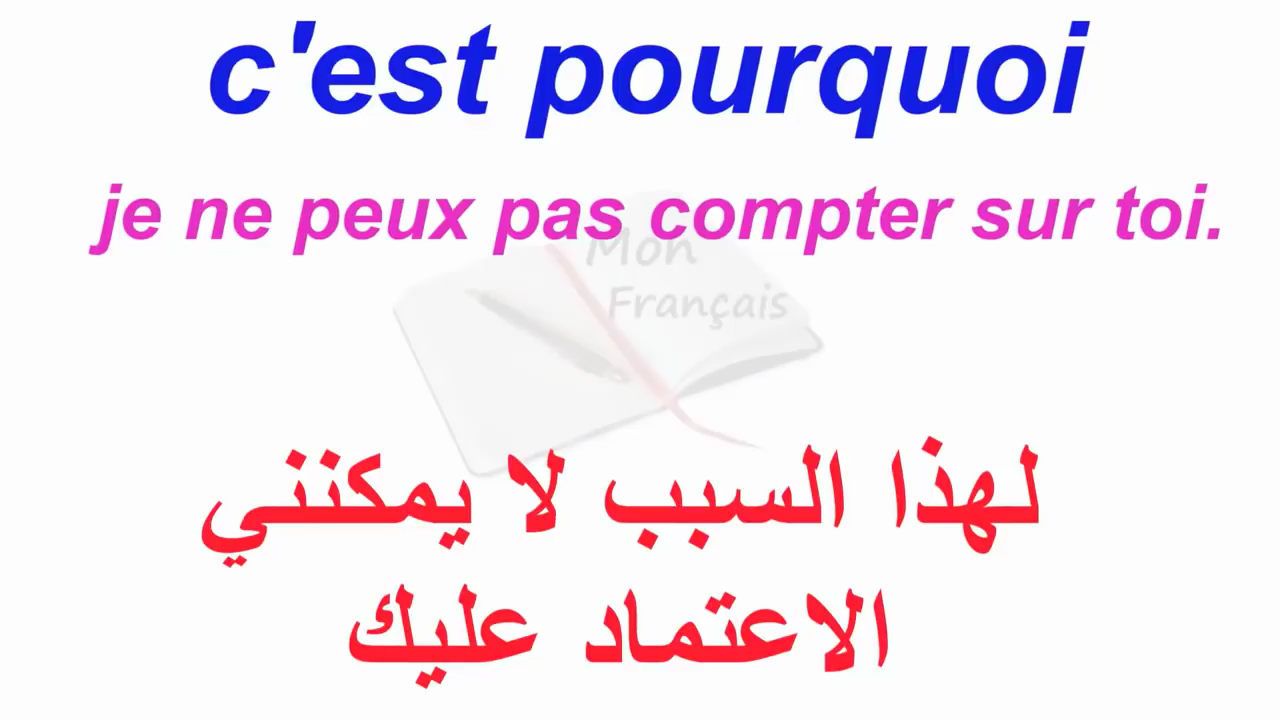 c'est pourquoi
je ne peux pas compter sur toi.
Mon
Français
لهذا السبب لا يمكنني
الاعتماد عليك